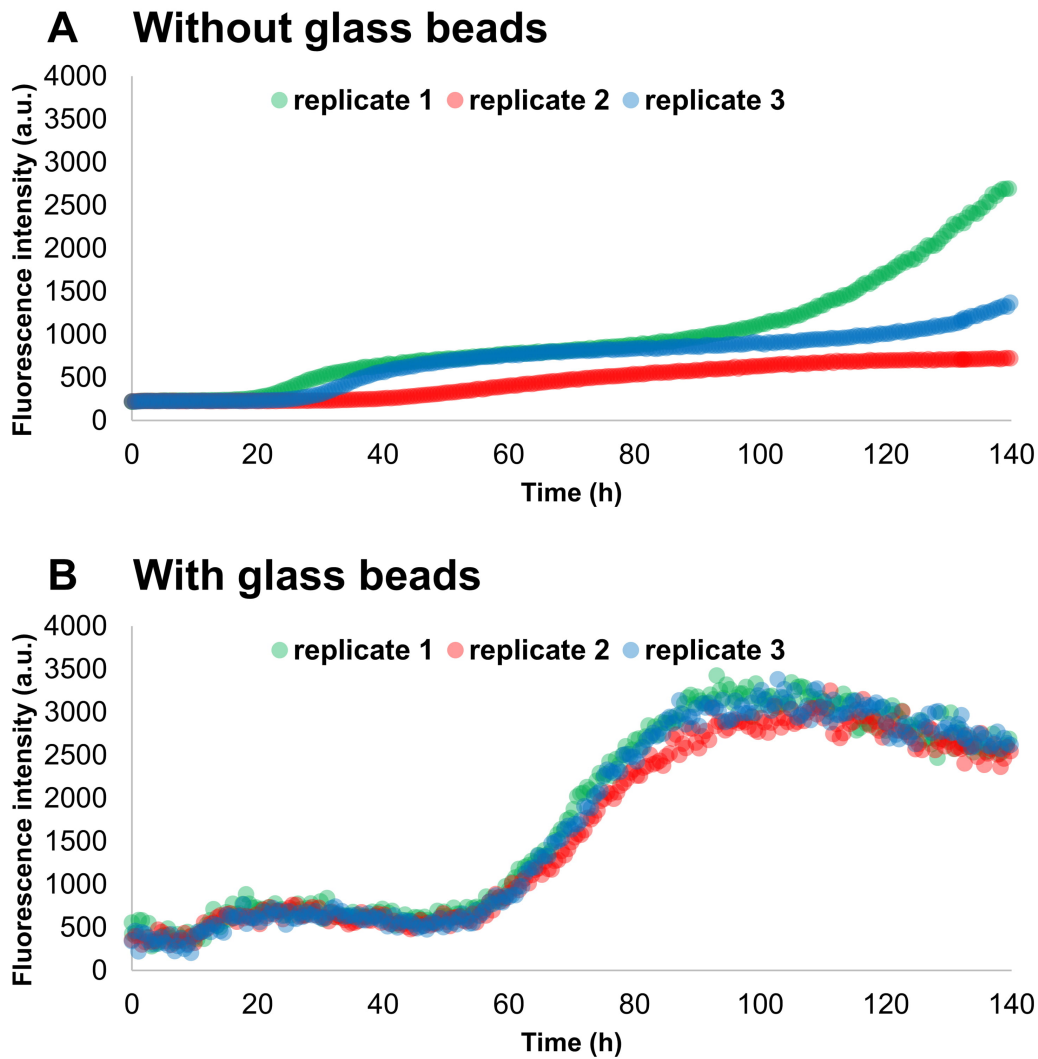 A Without glass beads
4000
3500
3000
2500
2000
1500
1000
500
0
Fluorescence intensity (a.u.)
replicate 1 replicate 2 replicate 3
0 20 40 60 80 100 120 140
Time (h)
B With glass beads
4000
3500
3000
2500
2000
1500
1000
500
0
Fluorescence intensity (a.u.)
replicate 1 replicate 2 replicate 3
0 20 40 60 80 100 120 140
Time (h)